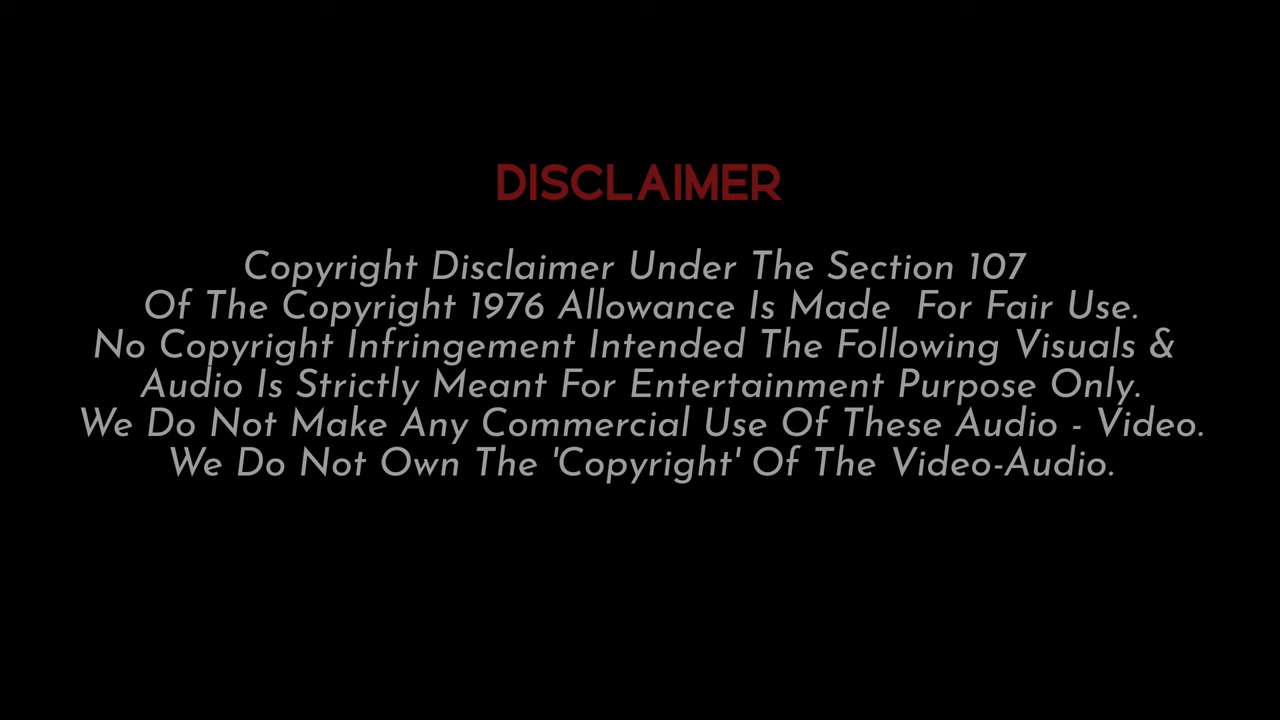 DISCLAIMER
Copyright Disclaimer Under The Section 107
Of The Copyright 1976 Allowance Is Made  For Fair Use.
No Copyright Infringement Intended The Following Visuals &
Audio Is Strictly Meant For Entertainment Purpose Only.
We Do Not Make Any Commercial Use Of These Audio - Video.
We Do Not Own The 'Copyright' Of The Video-Audio.